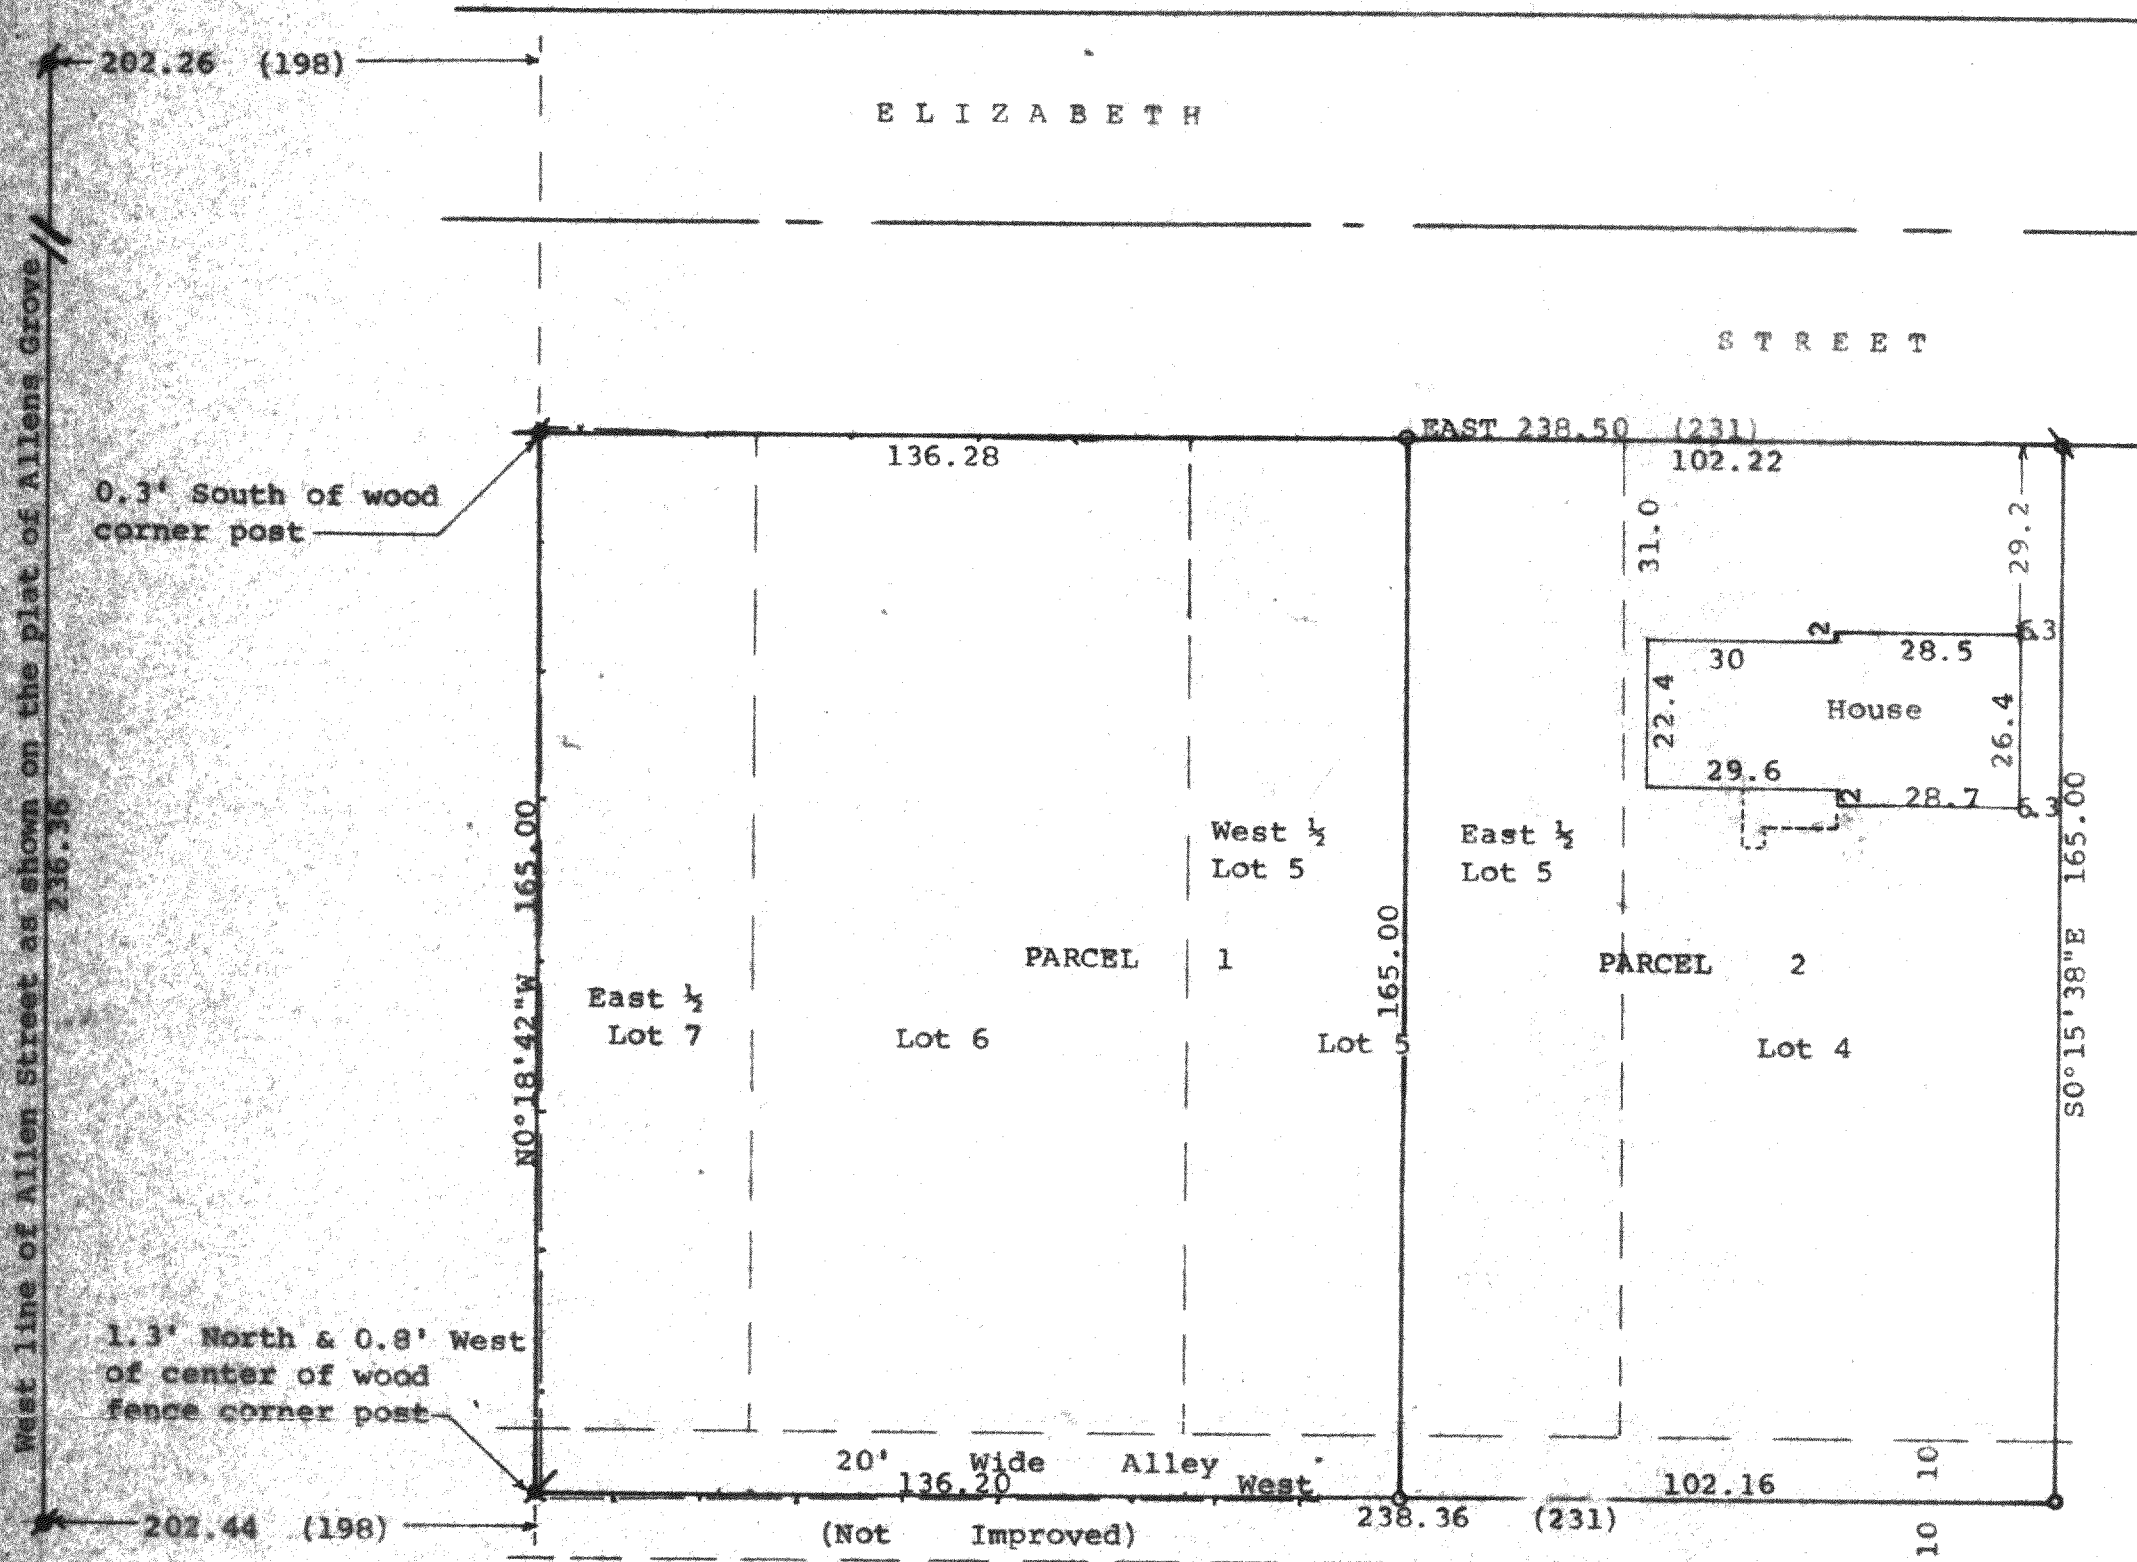 202.26 (198)
ELIZABETH
STREET
EAST 238.50 (231)
136.28
102.22
0.3' South of wood
corner post
31.0
29.2
2
6.3
30
28.5
House
22.4
26.4
29.6
2
28.7
6.3
West line of Allen Street as shown on the plat of Allens Grove
236.36
N0°18'42"W 165.00
West ½
Lot 5
East ½
Lot 5
165.00
S0°15'38"E 165.00
PARCEL 1
PARCEL 2
East ½
Lot 7
Lot 6
Lot 5
Lot 4
1.3' North & 0.8' West
of center of wood
fence corner post
20' Wide Alley
136.20
West
102.16
10
202.44 (198)
(Not Improved)
238.36 (231)
10